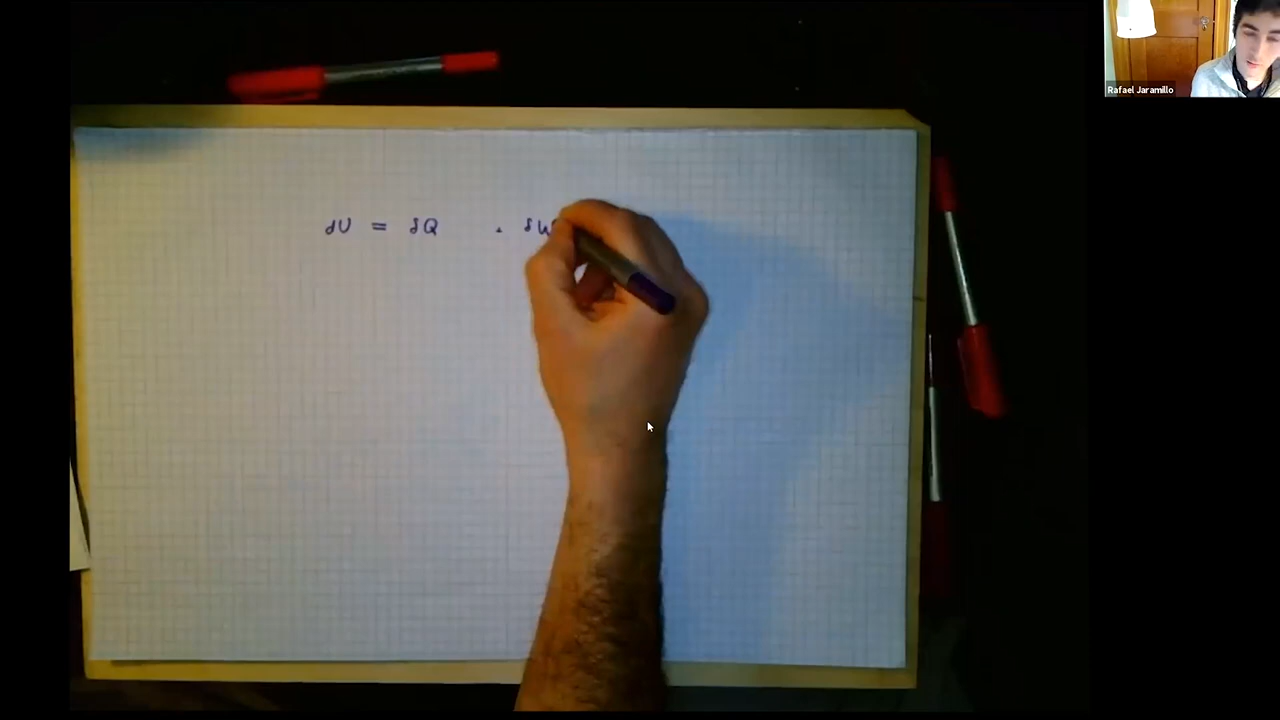 Rafael Jaramillo
dU = δQ + δW